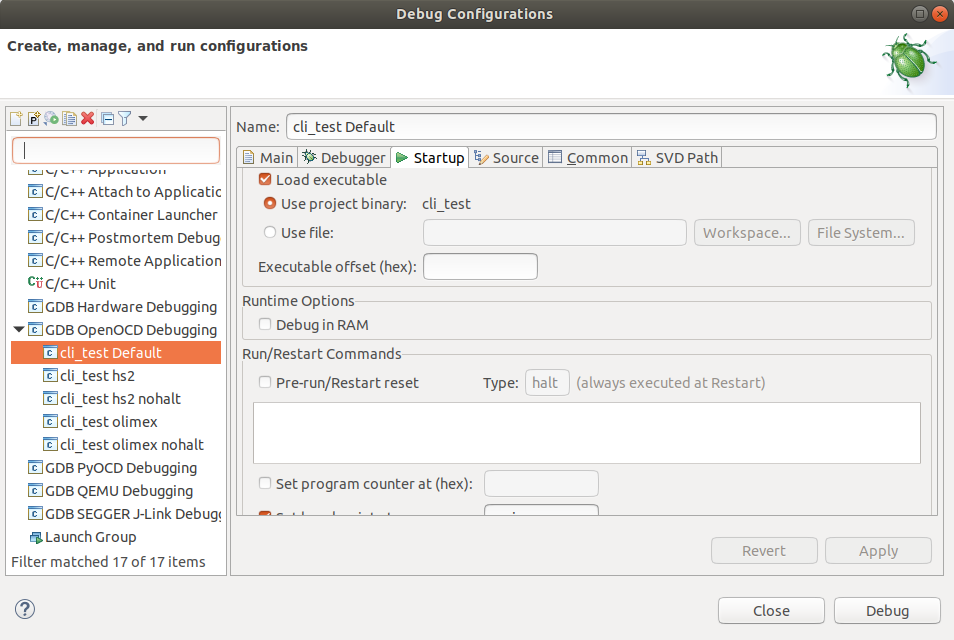 Debug Configurations
Create, manage, and run configurations
C/C++ Application
C/C++ Attach to Applicatio
C/C++ Container Launcher
C/C++ Postmortem Debug
C/C++ Remote Application
C/C++ Unit
GDB Hardware Debugging
GDB OpenOCD Debugging
cli_test Default
cli_test hs2
cli_test hs2 nohalt
cli_test olimex
cli_test olimex nohalt
GDB PyOCD Debugging
GDB QEMU Debugging
GDB SEGGER J-Link Debugg
Launch Group
Filter matched 17 of 17 items
Name: cli_test Default
Main Debugger Startup Source Common SVD Path
Load executable
Use project binary: cli_test
Use file: Workspace... File System...
Executable offset (hex):
Runtime Options
Debug in RAM
Run/Restart Commands
Pre-run/Restart reset Type: halt (always executed at Restart)
Set program counter at (hex):
Revert Apply
Close Debug